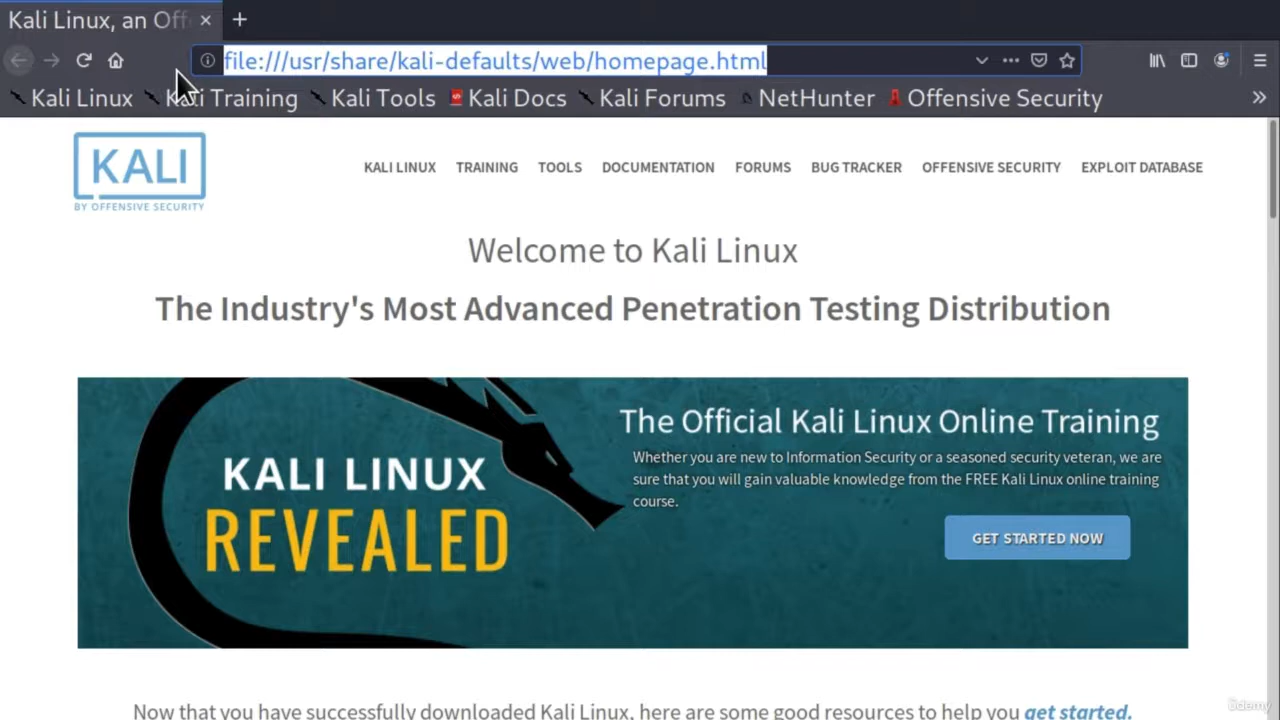 Kali Linux, an Off
file:///usr/share/kali-defaults/web/homepage.html
Kali Linux Kali Training Kali Tools Kali Docs Kali Forums NetHunter Offensive Security
KALI
BY OFFENSIVE SECURITY
KALI LINUX TRAINING TOOLS DOCUMENTATION FORUMS BUG TRACKER OFFENSIVE SECURITY EXPLOIT DATABASE
Welcome to Kali Linux
The Industry's Most Advanced Penetration Testing Distribution
KALI LINUX
REVEALED
The Official Kali Linux Online Training
Whether you are new to Information Security or a seasoned security veteran, we are
sure that you will gain valuable knowledge from the FREE Kali Linux online training
course.
GET STARTED NOW
Now that you have successfully downloaded Kali Linux, here are some good resources to help you get started.
ûdemy